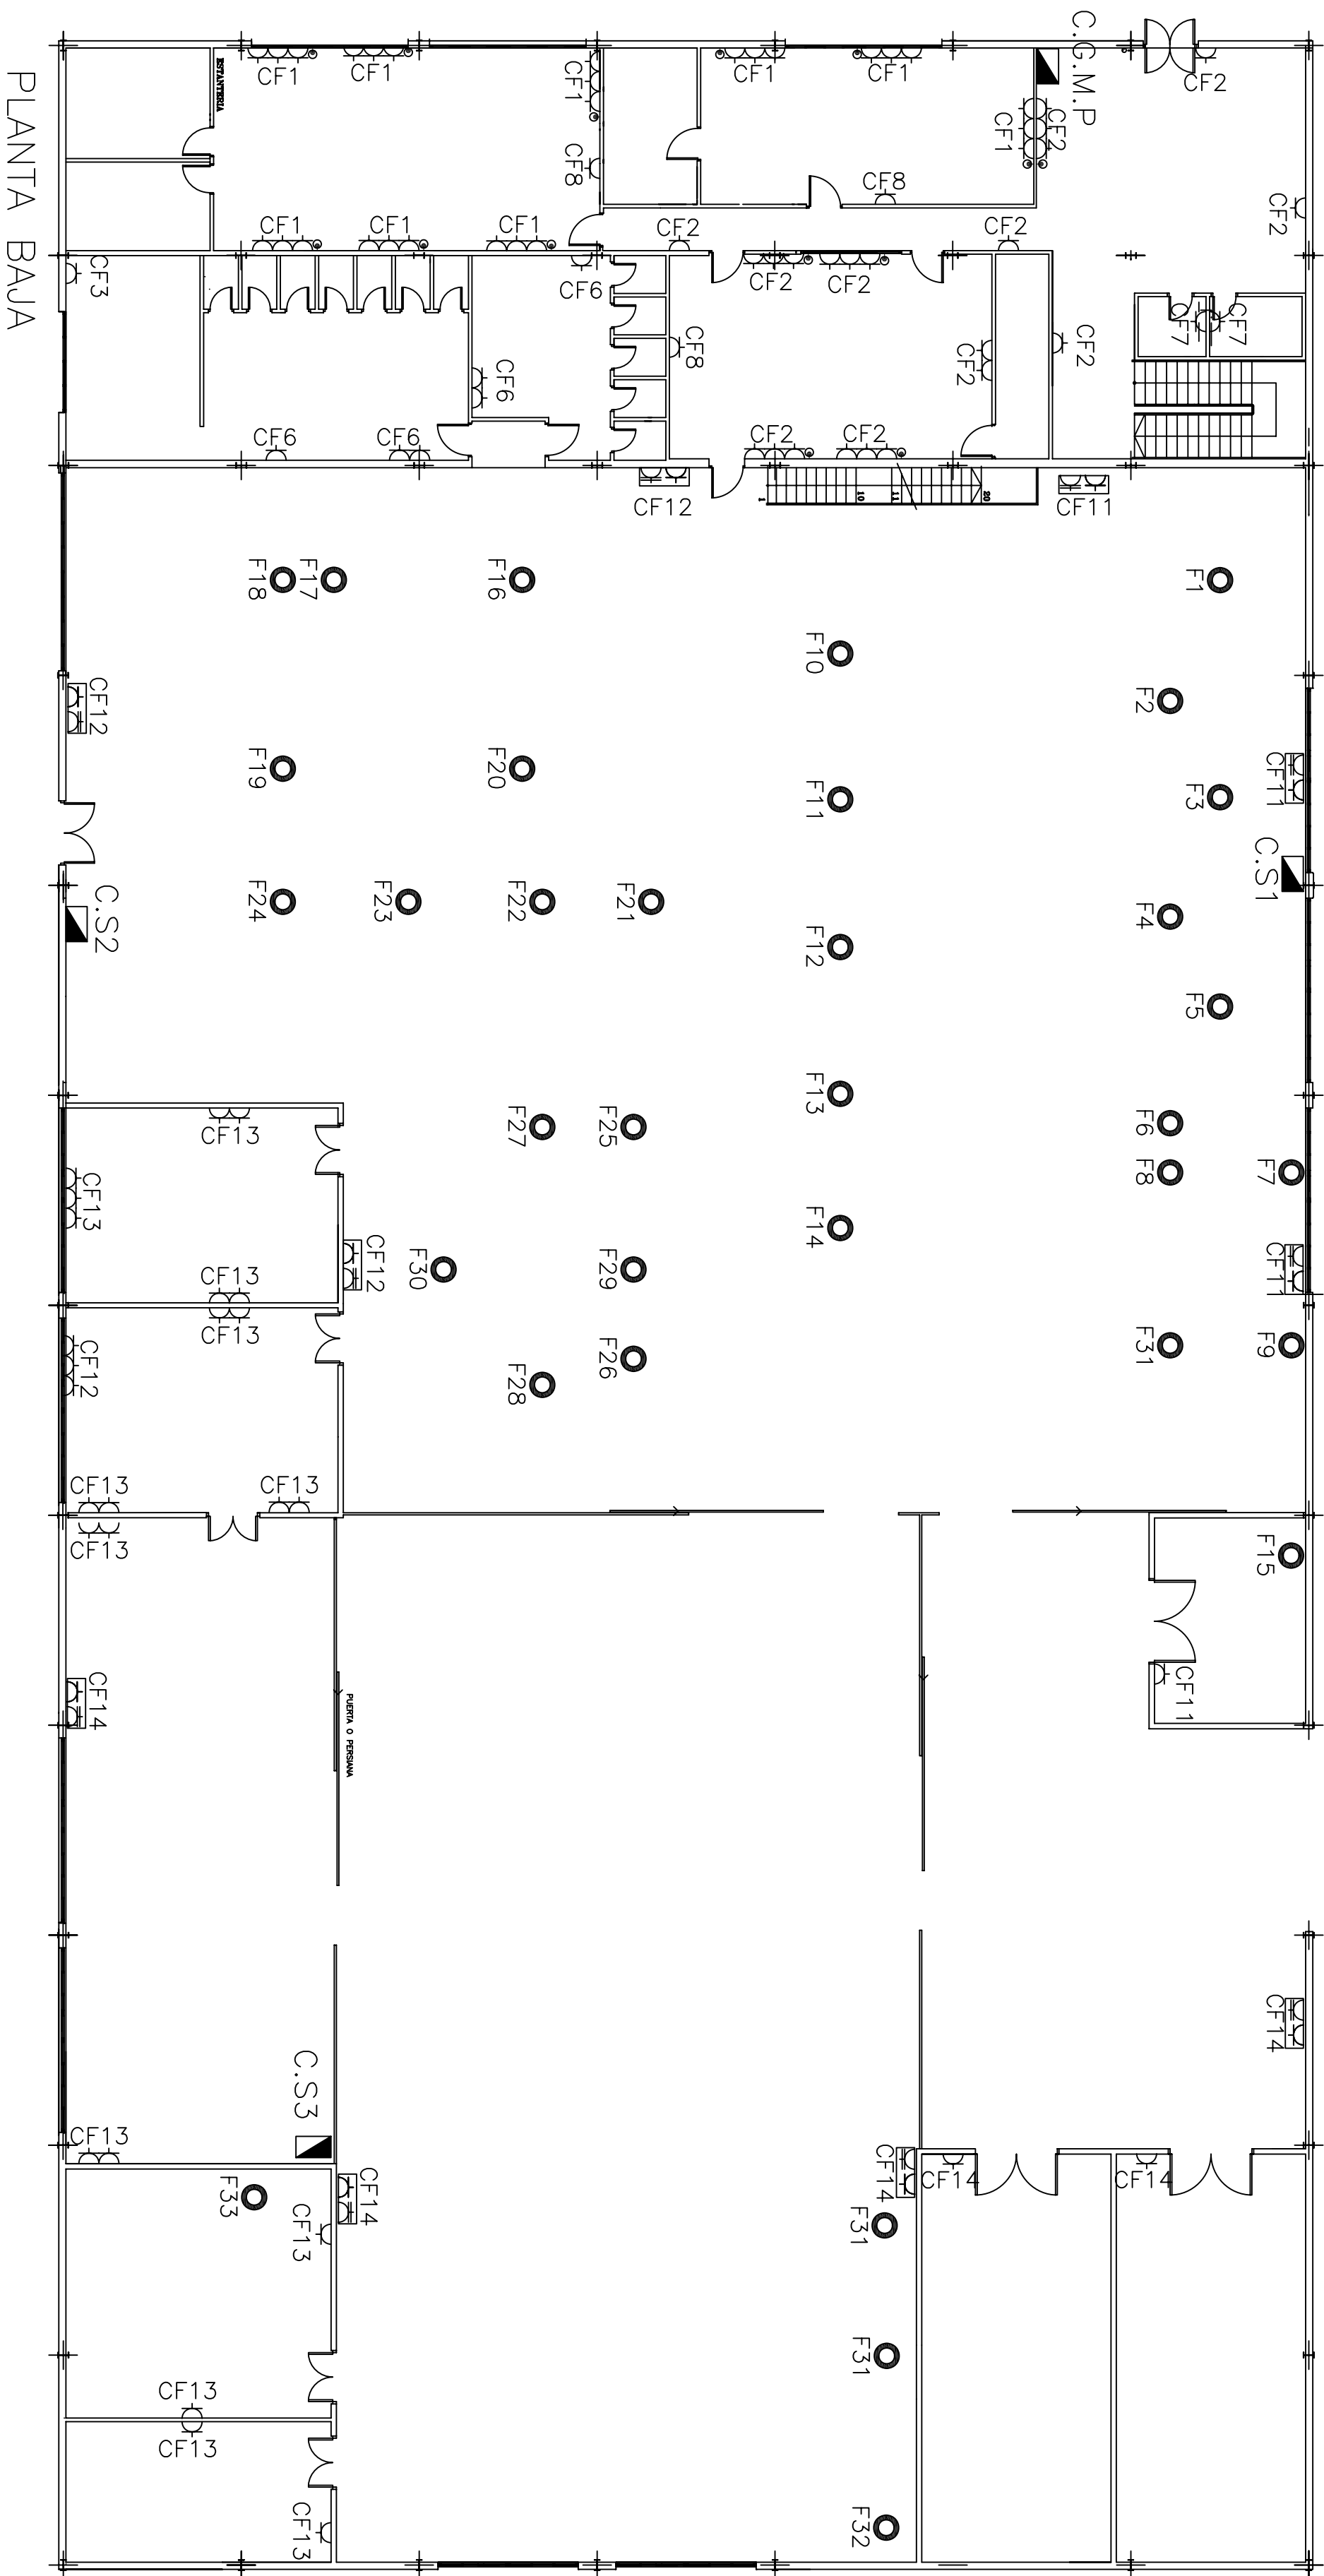 C.G.M.P
CF2
CF1
CF1
CF1
CF1
CF1
ESTANTERIA
CF2
CF1
CF8
CF8
CF2
CF1
CF1
CF1
CF2
CF2
CF3
CF6
CF2
CF2
CF7
CF7
CF8
CF2
CF2
CF6
CF6
CF6
CF2
CF2
PLANTA BAJA
CF12
1
10
11
20
CF11
F18
F17
F16
F1
F10
F2
CF12
F19
F20
F11
F3
CF11
C.S1
C.S2
F24
F23
F22
F21
F12
F4
F5
F13
CF13
F27
F25
F6
F8
F7
CF13
F14
CF12
F30
F29
CF11
CF13
CF13
CF12
F26
F28
F31
F9
CF13
CF13
CF13
F15
CF14
PUERTA O PERSIANA
CF11
CF14
C.S3
CF13
CF14
CF14
CF14
CF14
F33
CF13
F31
F31
CF13
CF13
CF13
F32